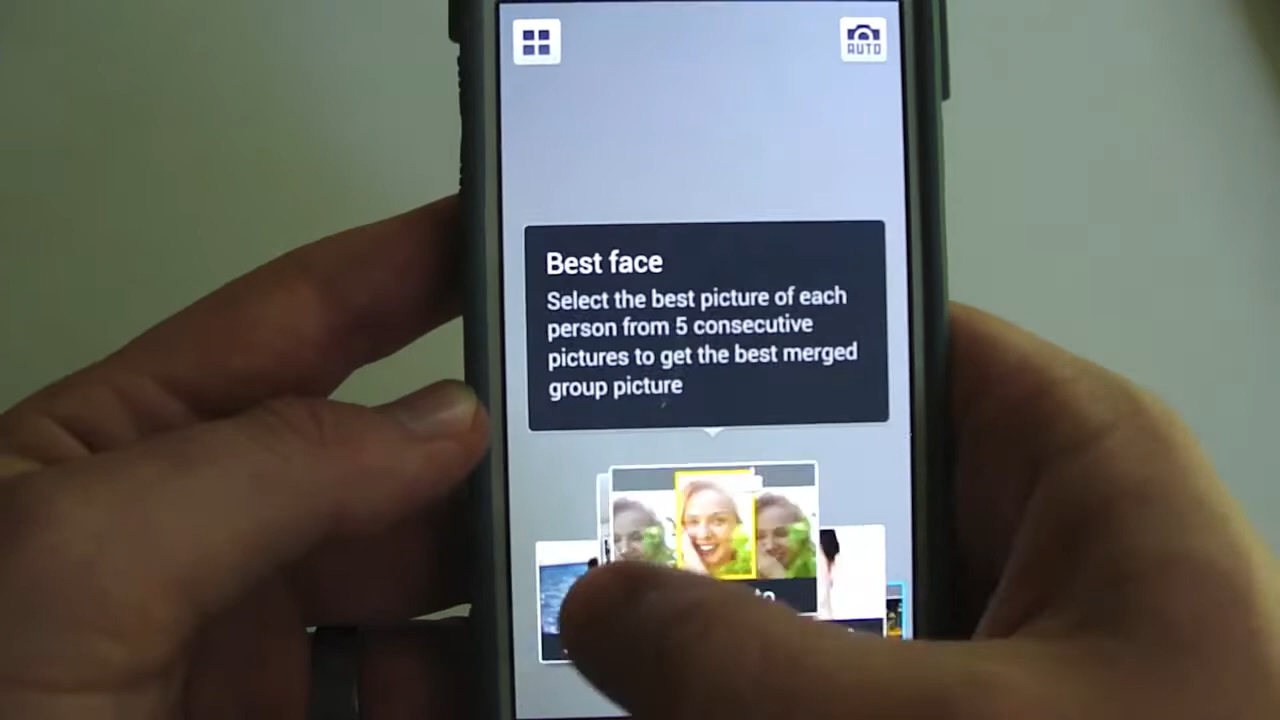 AUTO
Best face
Select the best picture of each
person from 5 consecutive
pictures to get the best merged
group picture
to